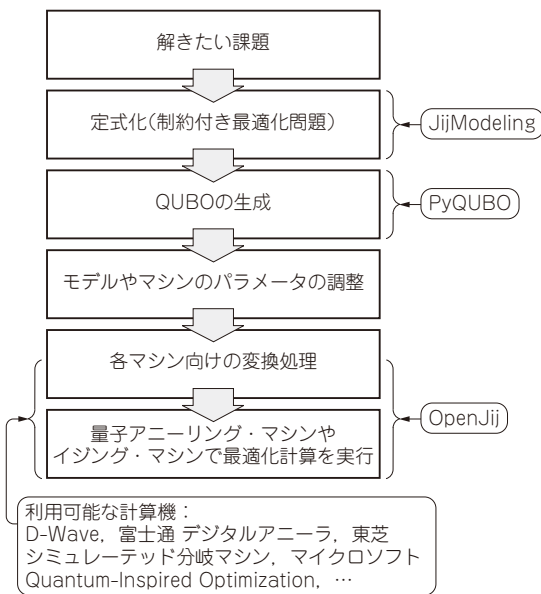 解きたい課題
定式化(制約付き最適化問題)
JijModeling
QUBOの生成
PyQUBO
モデルやマシンのパラメータの調整
各マシン向けの変換処理
量子アニーリング・マシンや
イジング・マシンで最適化計算を実行
OpenJij
利用可能な計算機：
D-Wave，富士通 デジタルアニーラ，東芝
シミュレーテッド分岐マシン，マイクロソフト
Quantum-Inspired Optimization，…